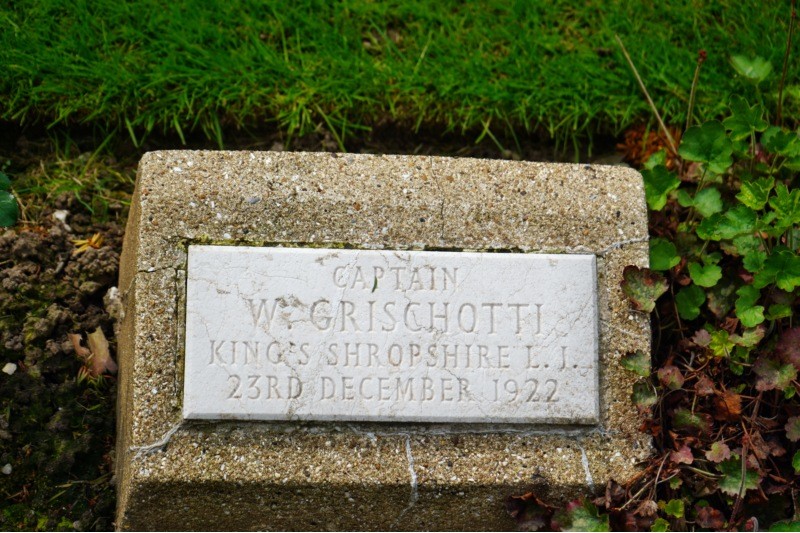 CAPTAIN
W. GRISCHOTTI
KING'S SHROPSHIRE L.I.
23RD DECEMBER 1922